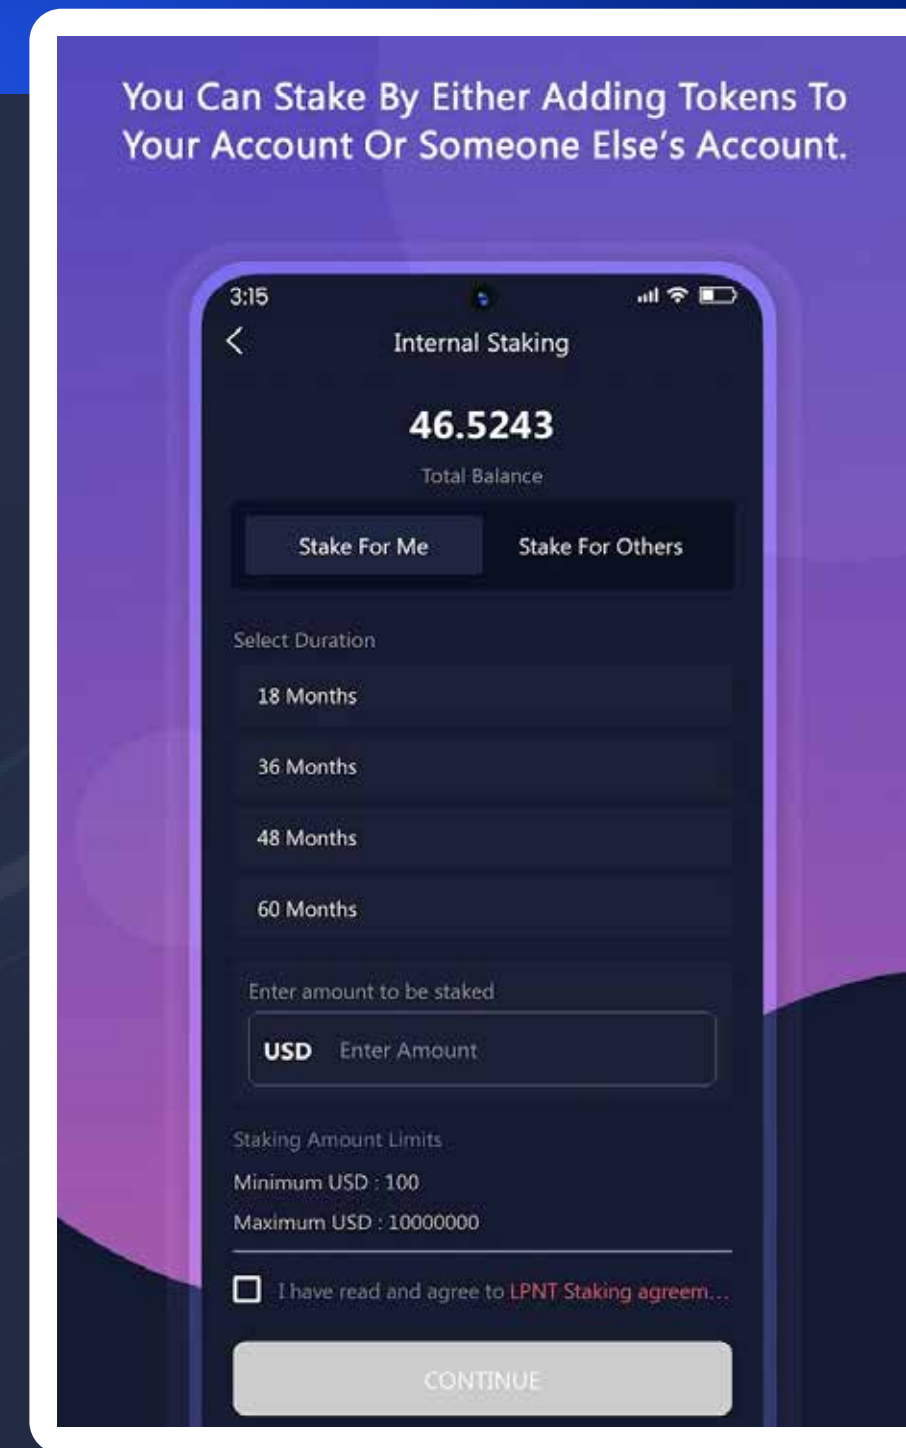 You Can Stake By Either Adding Tokens To
Your Account Or Someone Else's Account.
3:15
Internal Staking
46.5243
Total Balance
Stake For Me Stake For Others
Select Duration
18 Months
36 Months
48 Months
60 Months
Enter amount to be staked
USD Enter Amount
Staking Amount Limits
Minimum USD : 100
Maximum USD : 10000000
I have read and agree to LPNT Staking agreem...
CONTINUE